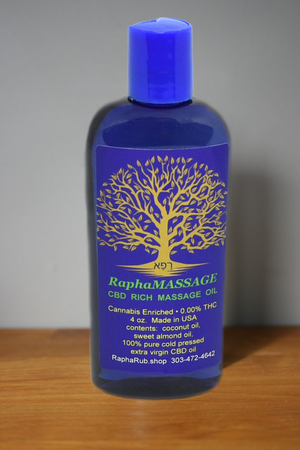 רפא
RaphaMASSAGE
CBD RICH MASSAGE OIL
Cannabis Enriched • 0.00% THC
4 oz. Made in USA
contents: coconut oil,
sweet almond oil,
100% pure cold pressed
extra virgin CBD oil
RaphaRub.shop 303-472-4642